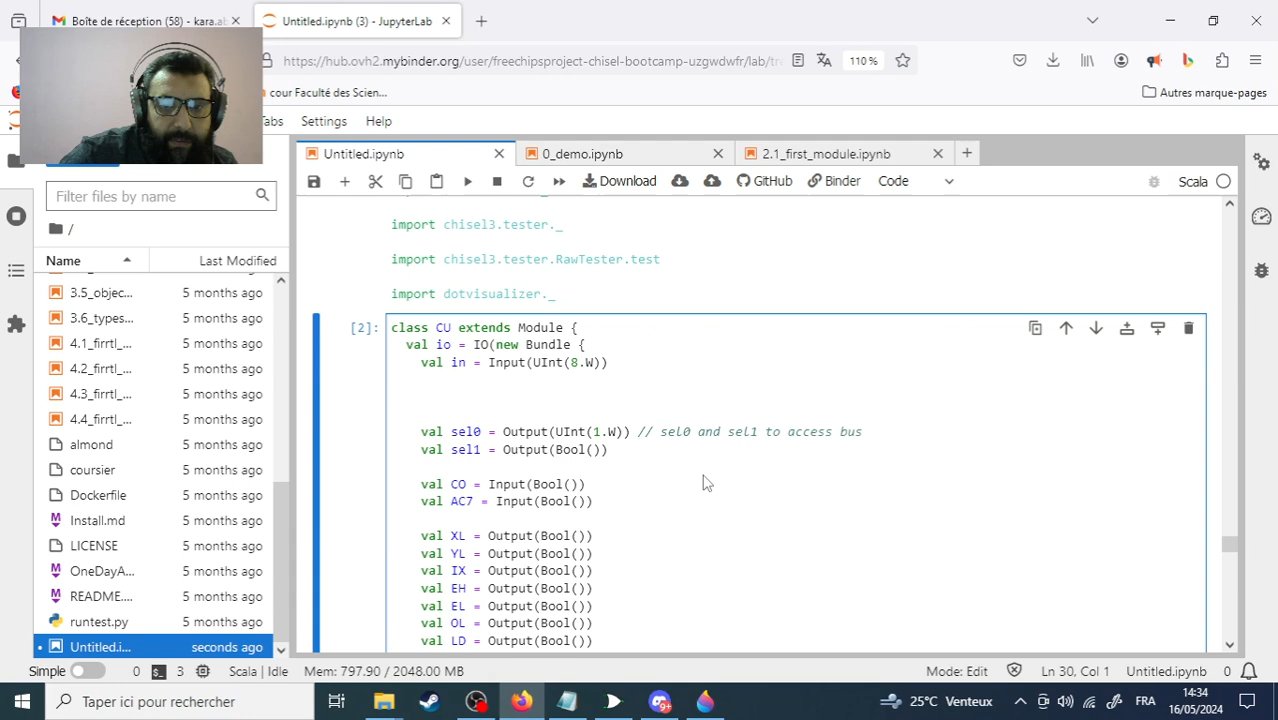 Boîte de réception (58) - kara.ab
Untitled.ipynb (3) - JupyterLab
https://hub.ovh2.mybinder.org/user/freechipsproject-chisel-bootcamp-uzgwdwfr/lab/tre
110 %
cour Faculté des Scien...
Autres marque-pages
Tabs Settings Help
Untitled.ipynb
0_demo.ipynb
2.1_first_module.ipynb
Filter files by name
Download GitHub Binder Code Scala
/
Name Last Modified
3.5_objec... 5 months ago
3.6_types... 5 months ago
4.1_firrtl_... 5 months ago
4.2_firrtl_... 5 months ago
4.3_firrtl_... 5 months ago
4.4_firrtl_... 5 months ago
almond 5 months ago
coursier 5 months ago
Dockerfile 5 months ago
Install.md 5 months ago
LICENSE 5 months ago
OneDayA... 5 months ago
README.... 5 months ago
runtest.py 5 months ago
Untitled.i... seconds ago
import chisel3.tester._
import chisel3.tester.RawTester.test
import dotvisualizer._
[2]: class CU extends Module {
val io = IO(new Bundle {
val in = Input(UInt(8.W))
val sel0 = Output(UInt(1.W)) // sel0 and sel1 to access bus
val sel1 = Output(Bool())
val CO = Input(Bool())
val AC7 = Input(Bool())
val XL = Output(Bool())
val YL = Output(Bool())
val IX = Output(Bool())
val EH = Output(Bool())
val EL = Output(Bool())
val OL = Output(Bool())
val LD = Output(Bool())
Simple 0 3 Scala | Idle Mem: 797.90 / 2048.00 MB Mode: Edit Ln 30, Col 1 Untitled.ipynb 0
Taper ici pour rechercher
25°C Venteux
FRA
14:34
16/05/2024